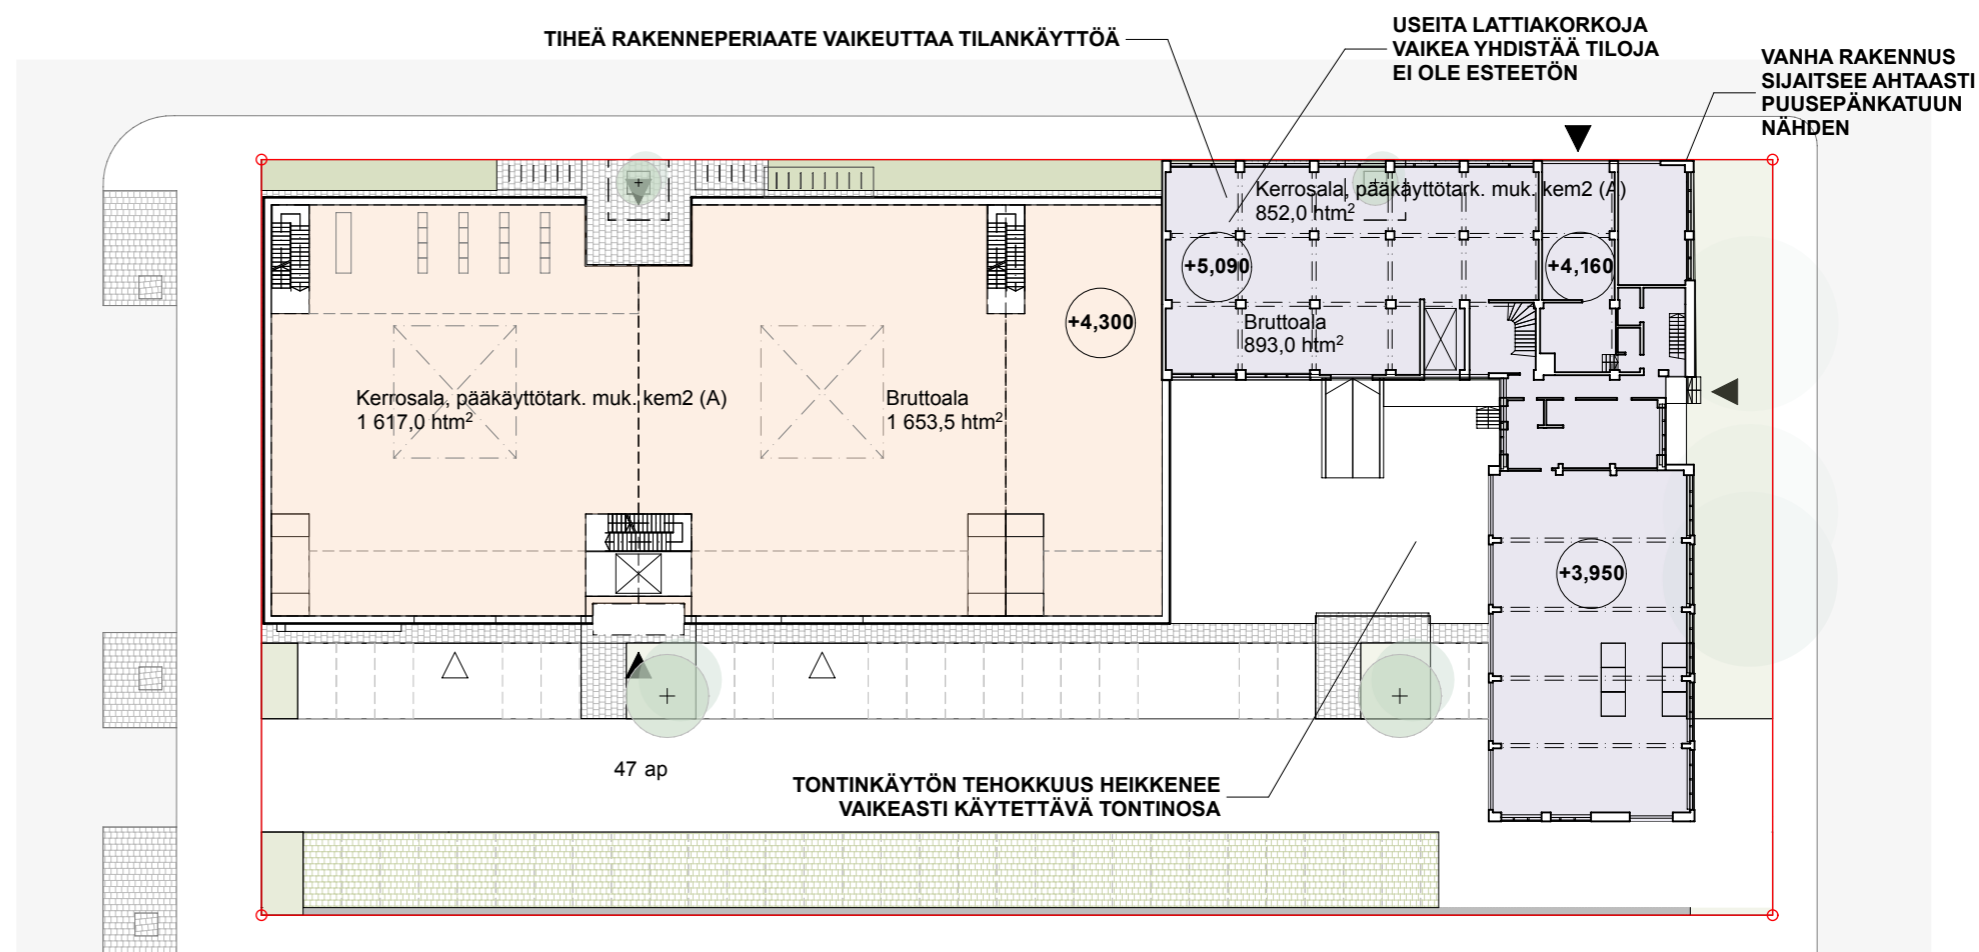 TIHEÄ RAKENNEPERIAATE VAIKEUTTAA TILANKÄYTTÖÄ
USEITA LATTIAKORKOJA
VAIKEA YHDISTÄÄ TILOJA
EI OLE ESTEETÖN
VANHA RAKENNUS
SIJAITSEE AHTAASTI
PUUSEPÄNKATUUN
NÄHDEN
Kerrosala, pääkäyttötark. muk. kem2 (A)
852,0 htm²
+5,090
+4,160
+4,300
Bruttoala
893,0 htm²
Kerrosala, pääkäyttötark. muk. kem2 (A)
1 617,0 htm²
Bruttoala
1 653,5 htm²
+3,950
47 ap
TONTINKÄYTÖN TEHOKKUUS HEIKKENEE
VAIKEASTI KÄYTETTÄVÄ TONTINOSA